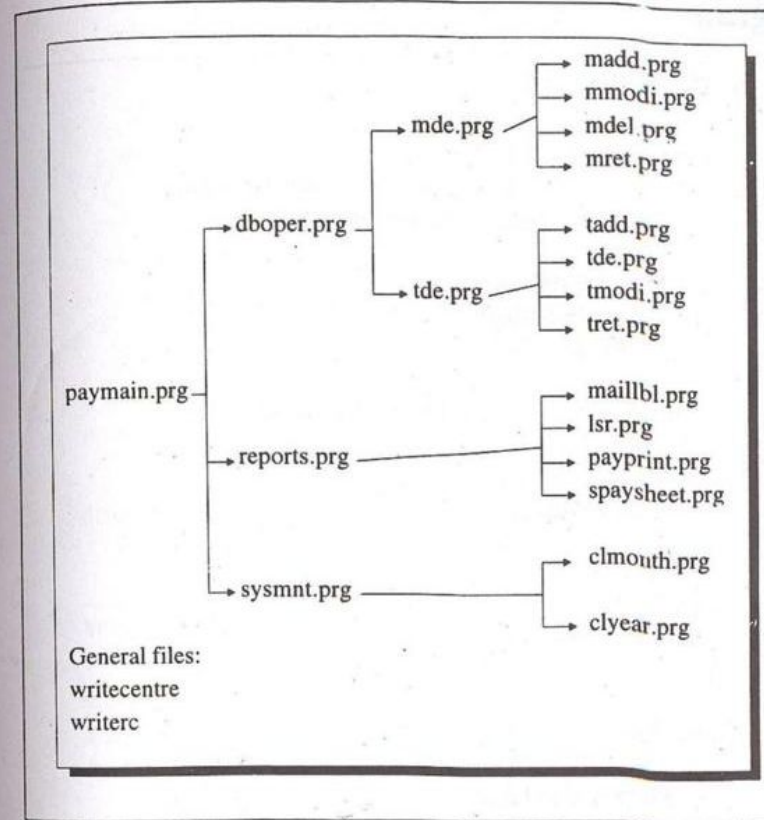 madd.prg
mmodi.prg
mde.prg
mdel.prg
mret.prg
dboper.prg
tadd.prg
tde.prg
tde.prg
tmodi.prg
tret.prg
paymain.prg
maillbl.prg
lsr.prg
reports.prg
payprint.prg
spaysheet.prg
clmonth.prg
sysmnt.prg
clyear.prg
General files:
writecentre
writerc